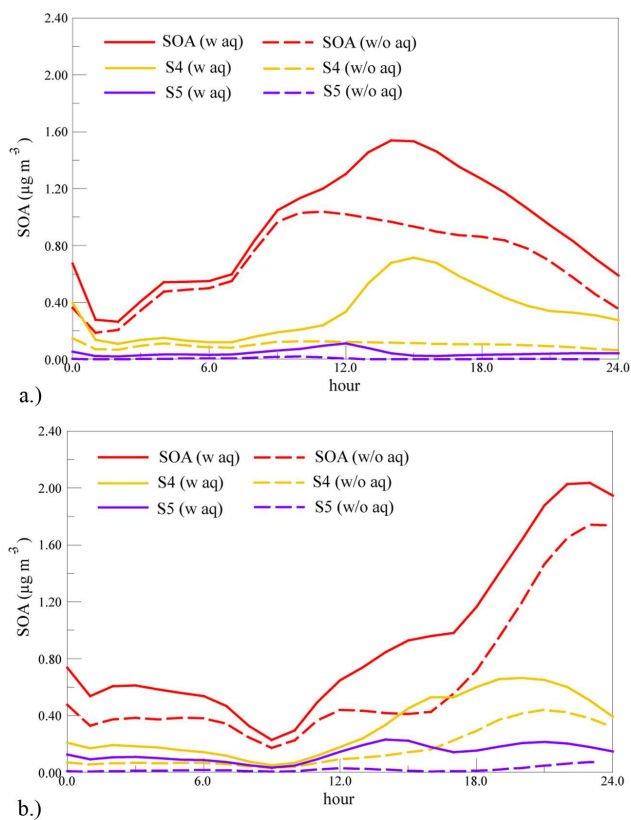 2.40
2.00
1.60
1.20
0.80
0.40
0.00
SOA (µg m⁻³)
SOA (w aq) SOA (w/o aq)
S4 (w aq) S4 (w/o aq)
S5 (w aq) S5 (w/o aq)
0.0 6.0 12.0 18.0 24.0
hour
a.)
2.40
2.00
1.60
1.20
0.80
0.40
0.00
SOA (µg m⁻³)
SOA (w aq) SOA (w/o aq)
S4 (w aq) S4 (w/o aq)
S5 (w aq) S5 (w/o aq)
0.0 6.0 12.0 18.0 24.0
hour
b.)